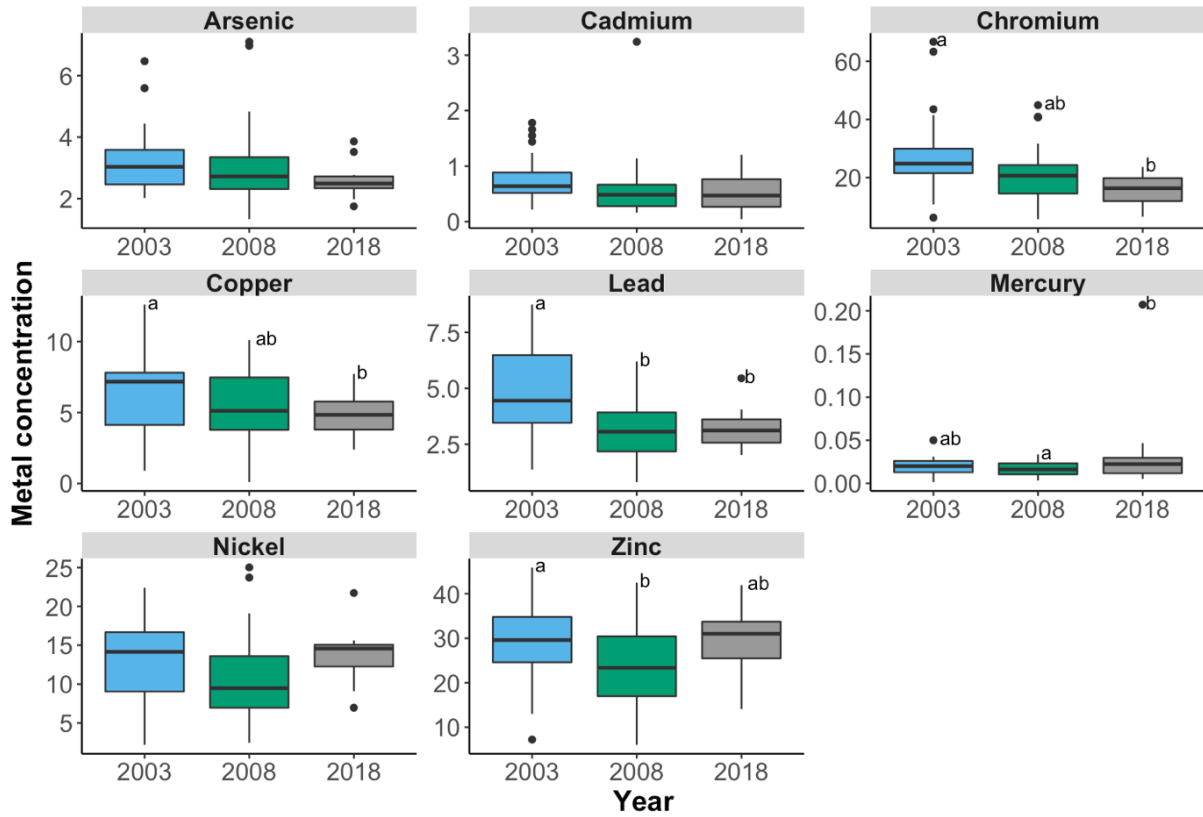 Arsenic
Cadmium
Chromium
6
4
2
3
2
1
0
60
40
20
a
ab
b
2003 2008 2018
2003 2008 2018
2003 2008 2018
Metal concentration
Copper
Lead
Mercury
10
5
0
a
ab
b
7.5
5.0
2.5
a
b
b
0.20
0.15
0.10
0.05
0.00
ab
a
b
2003 2008 2018
2003 2008 2018
2003 2008 2018
Nickel
Zinc
25
20
15
10
5
40
30
20
10
a
b
ab
2003 2008 2018
2003 2008 2018
Year